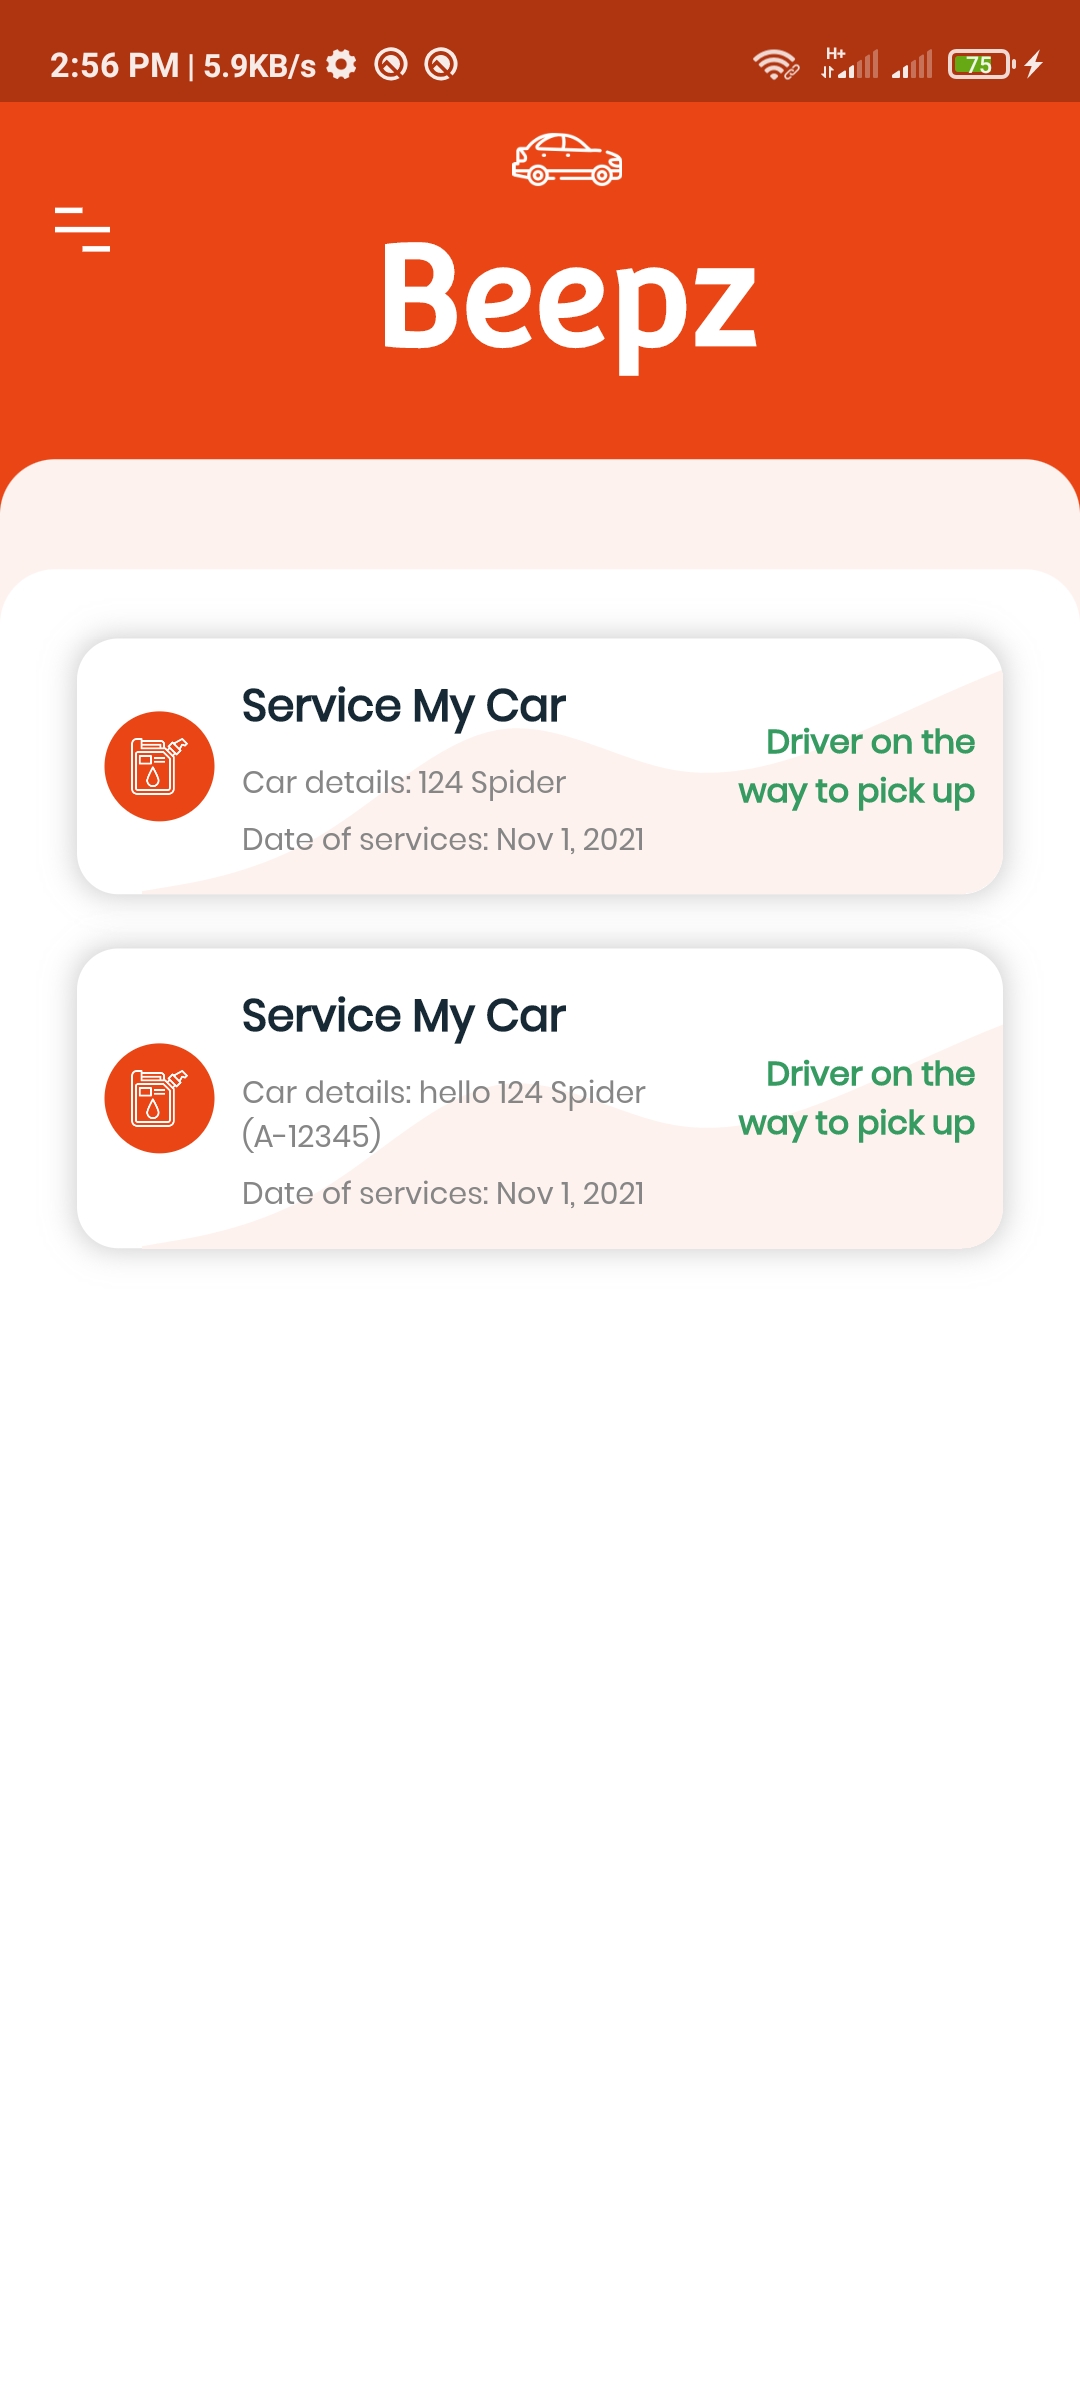 2:56 PM | 5.9KB/s
H+
75
Beepz
Service My Car
Car details: 124 Spider
Date of services: Nov 1, 2021
Driver on the
way to pick up
Service My Car
Car details: hello 124 Spider
(A-12345)
Date of services: Nov 1, 2021
Driver on the
way to pick up